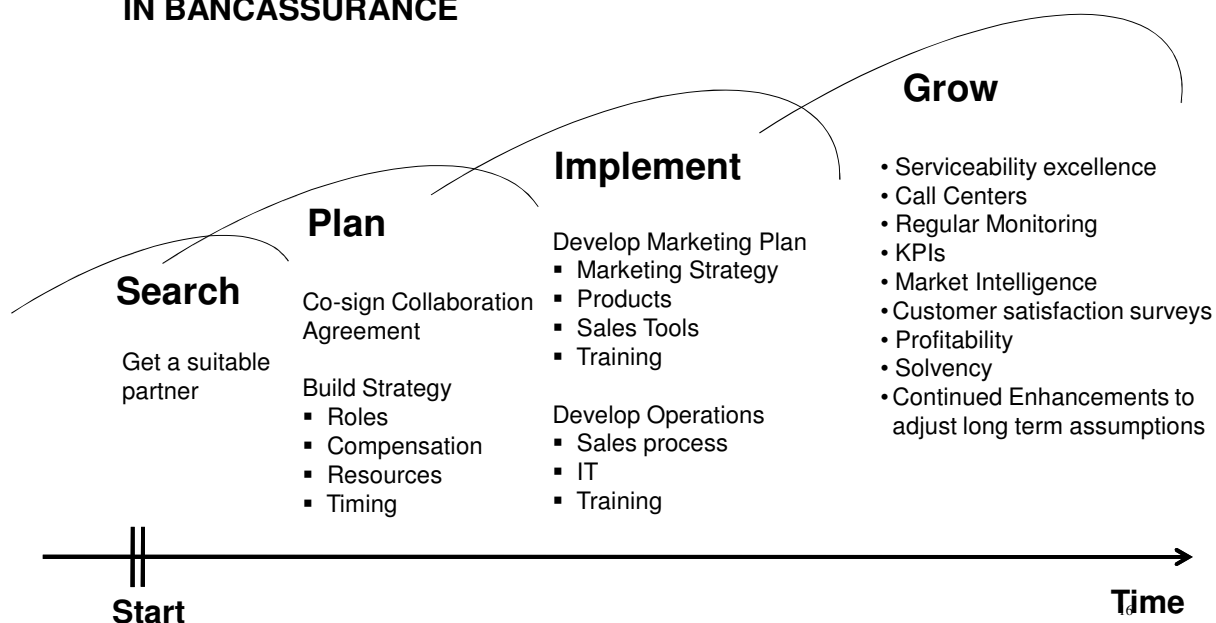 IN BANCASSURANCE
Search
Get a suitable
partner
Plan
Co-sign Collaboration
Agreement
Build Strategy
▪ Roles
▪ Compensation
▪ Resources
▪ Timing
Implement
Develop Marketing Plan
▪ Marketing Strategy
▪ Products
▪ Sales Tools
▪ Training
Develop Operations
▪ Sales process
▪ IT
▪ Training
Grow
• Serviceability excellence
• Call Centers
• Regular Monitoring
• KPIs
• Market Intelligence
• Customer satisfaction surveys
• Profitability
• Solvency
• Continued Enhancements to
adjust long term assumptions
Start
Time
16